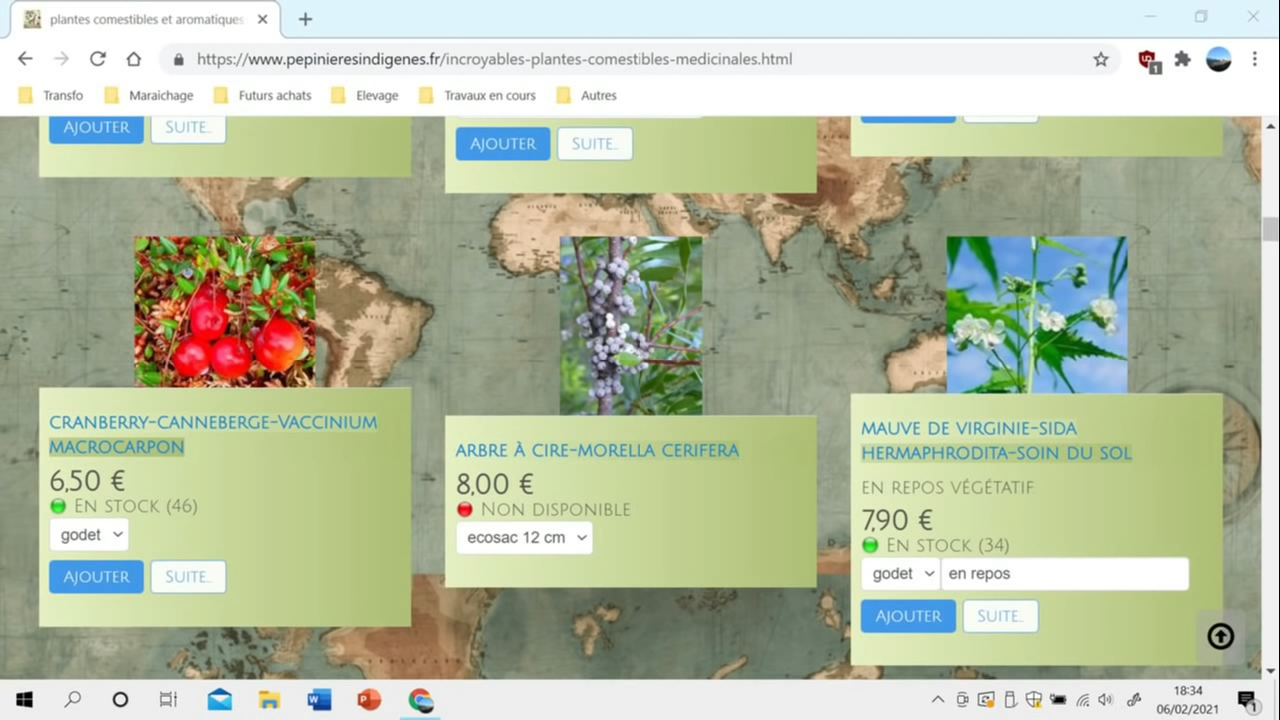 plantes comestibles et aromatiques
https://www.pepinieresindigenes.fr/incroyables-plantes-comestibles-medicinales.html
1
Transfo Maraichage Futurs achats Elevage Travaux en cours Autres
AJOUTER SUITE..
AJOUTER SUITE..
CRANBERRY-CANNEBERGE-VACCINIUM
MACROCARPON
6,50 €
EN STOCK (46)
godet
AJOUTER SUITE..
ARBRE À CIRE-MORELLA CERIFERA
8,00 €
NON DISPONIBLE
ecosac 12 cm
MAUVE DE VIRGINIE-SIDA
HERMAPHRODITA-SOIN DU SOL
EN REPOS VÉGÉTATIF
7,90 €
EN STOCK (34)
godet en repos
AJOUTER SUITE..
18:34
06/02/2021
1